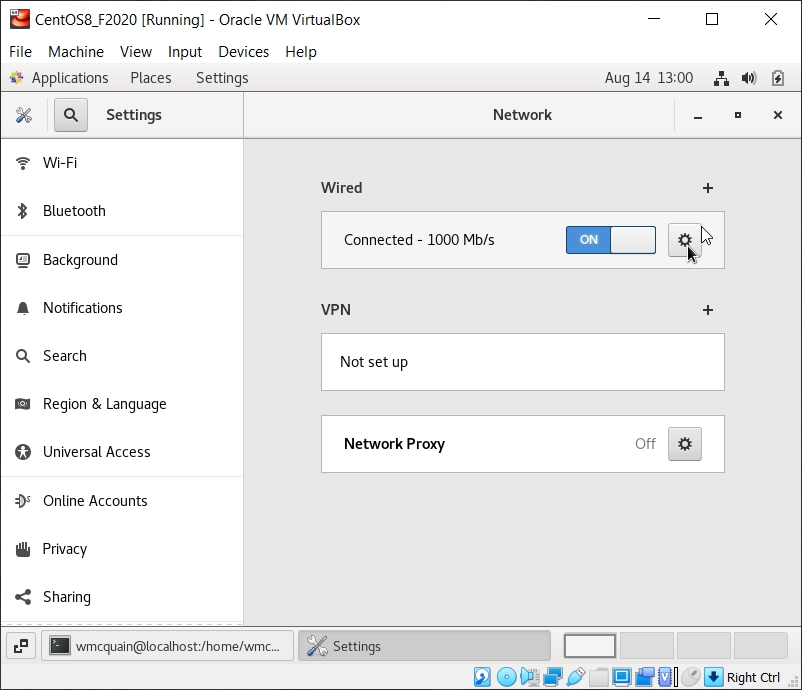 CentOS8_F2020 [Running] - Oracle VM VirtualBox
File Machine View Input Devices Help
Applications Places Settings Aug 14 13:00
Settings Network
Wi-Fi
Bluetooth
Background
Notifications
Search
Region & Language
Universal Access
Online Accounts
Privacy
Sharing
Wired
Connected - 1000 Mb/s ON
VPN
Not set up
Network Proxy Off
wmcquain@localhost:/home/wmc... Settings
Right Ctrl